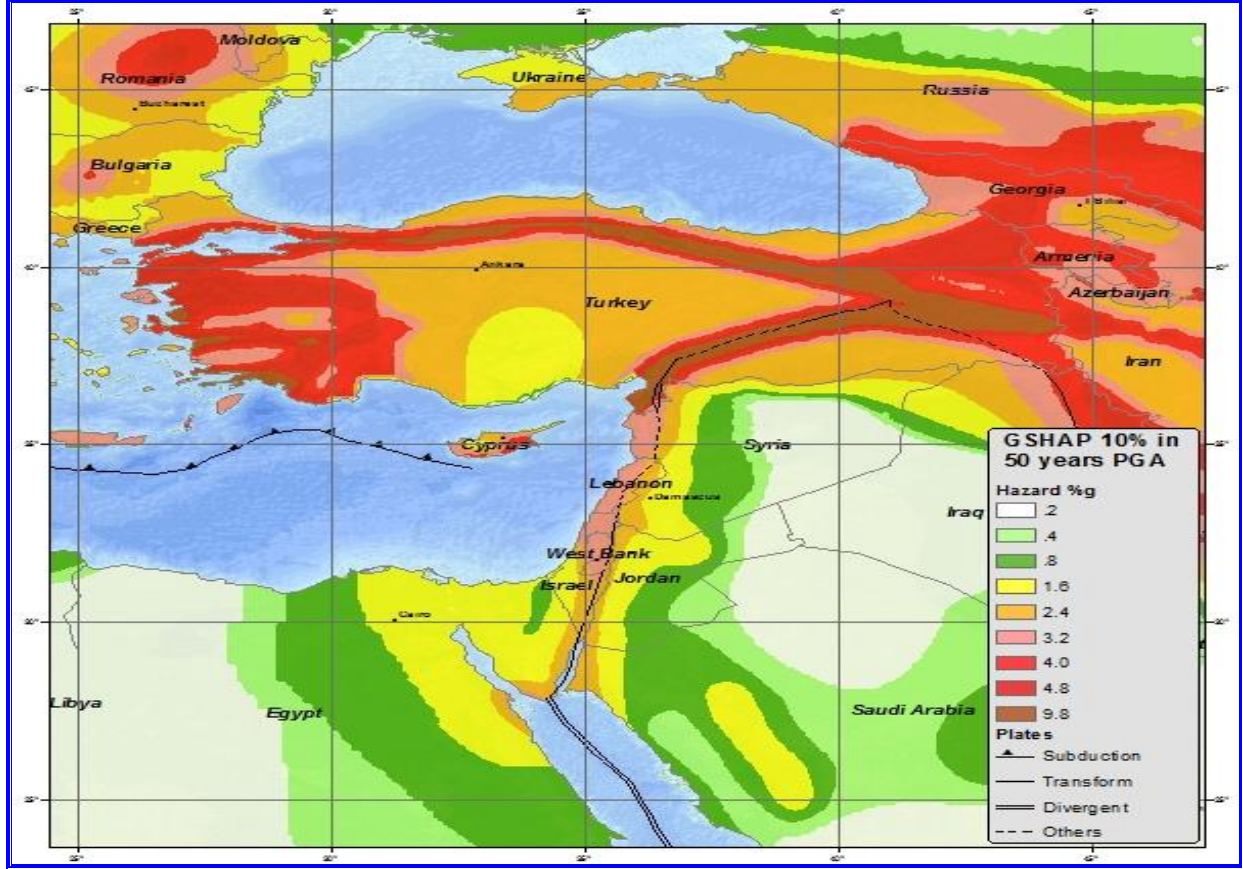 Moldova
Romania
Bucharest
Ukraine
Russia
Bulgaria
Georgia
Greece
Armenia
Ankara
Turkey
Azerbaijan
Iran
Cyprus
Syria
Lebanon
Damascus
Iraq
West Bank
Israel
Jordan
Cairo
Libya
Egypt
Saudi Arabia
GSHAP 10% in
50 years PGA
Hazard %g
.2
.4
.8
1.6
2.4
3.2
4.0
4.8
9.8
Plates
Subduction
Transform
Divergent
Others